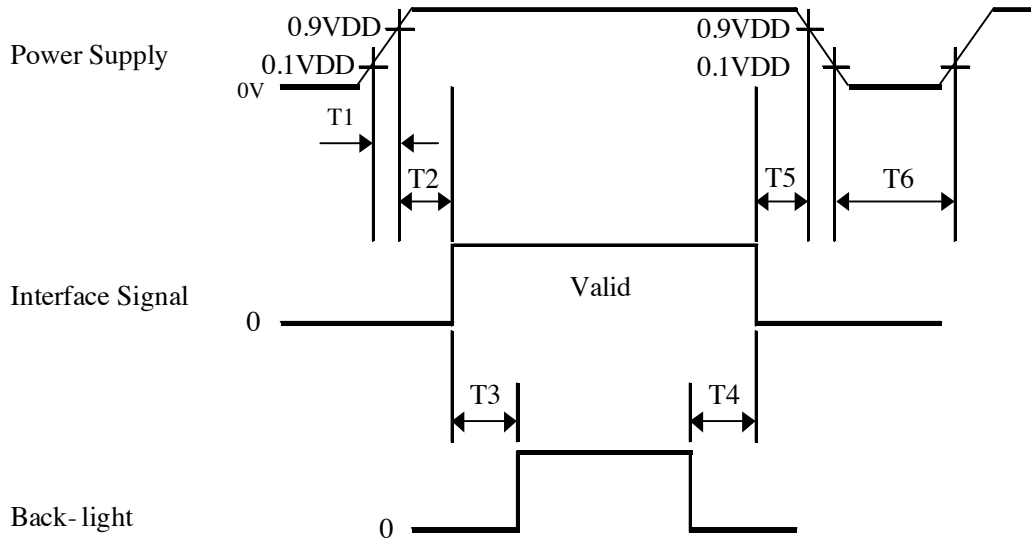 0.9VDD
0.9VDD
Power Supply
0.1VDD
0.1VDD
0V
T1
T2
T5
T6
Interface Signal
Valid
0
T3
T4
Back-light
0